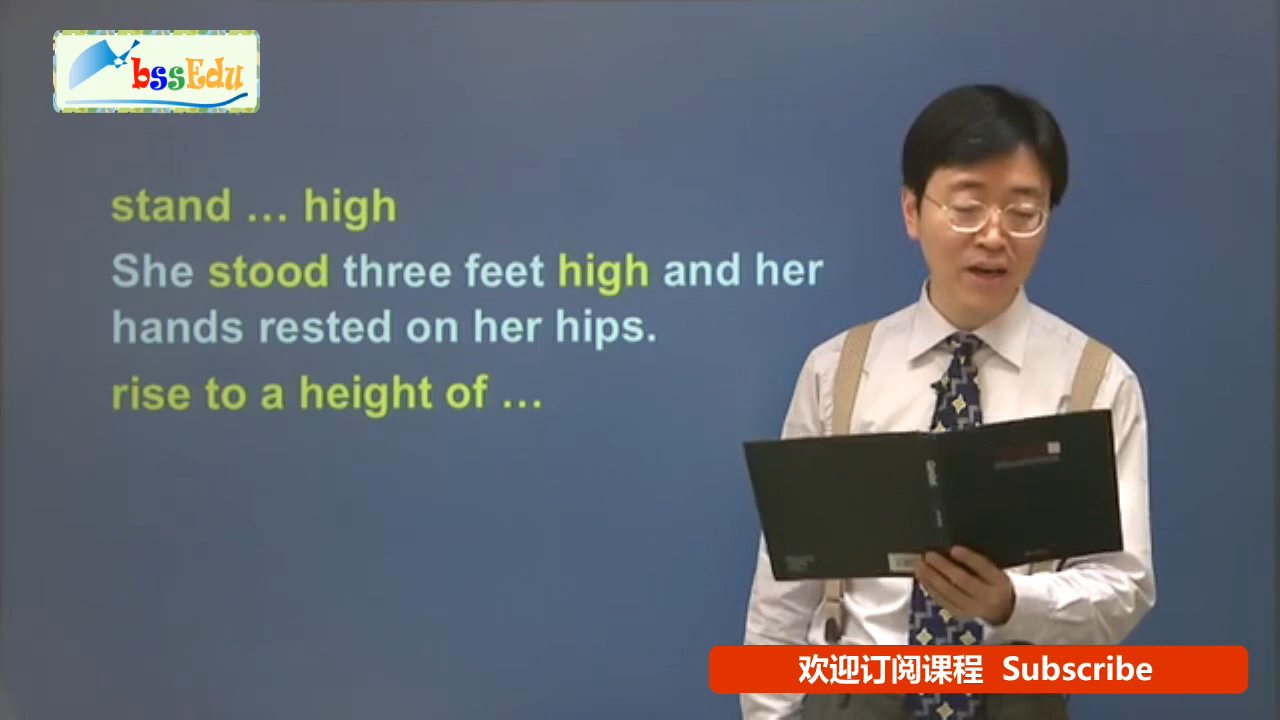 bssEdu
stand … high
She stood three feet high and her
hands rested on her hips.
rise to a height of …
欢迎订阅课程 Subscribe